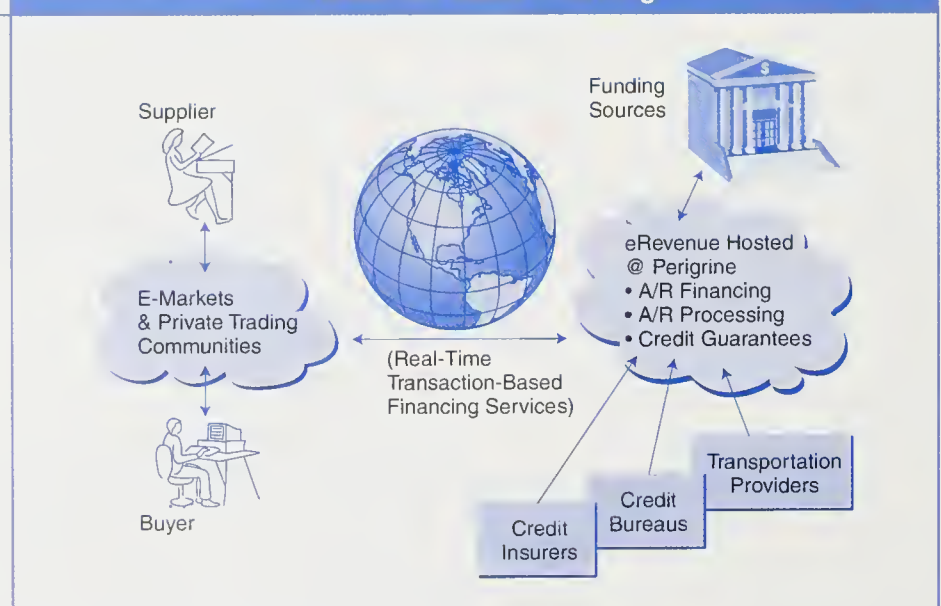 Supplier
E-Markets
& Private Trading
Communities
Buyer
(Real-Time
Transaction-Based
Financing Services)
Funding
Sources
$
eRevenue Hosted
@ Perigrine
• A/R Financing
• A/R Processing
• Credit Guarantees
Credit
Insurers
Credit
Bureaus
Transportation
Providers